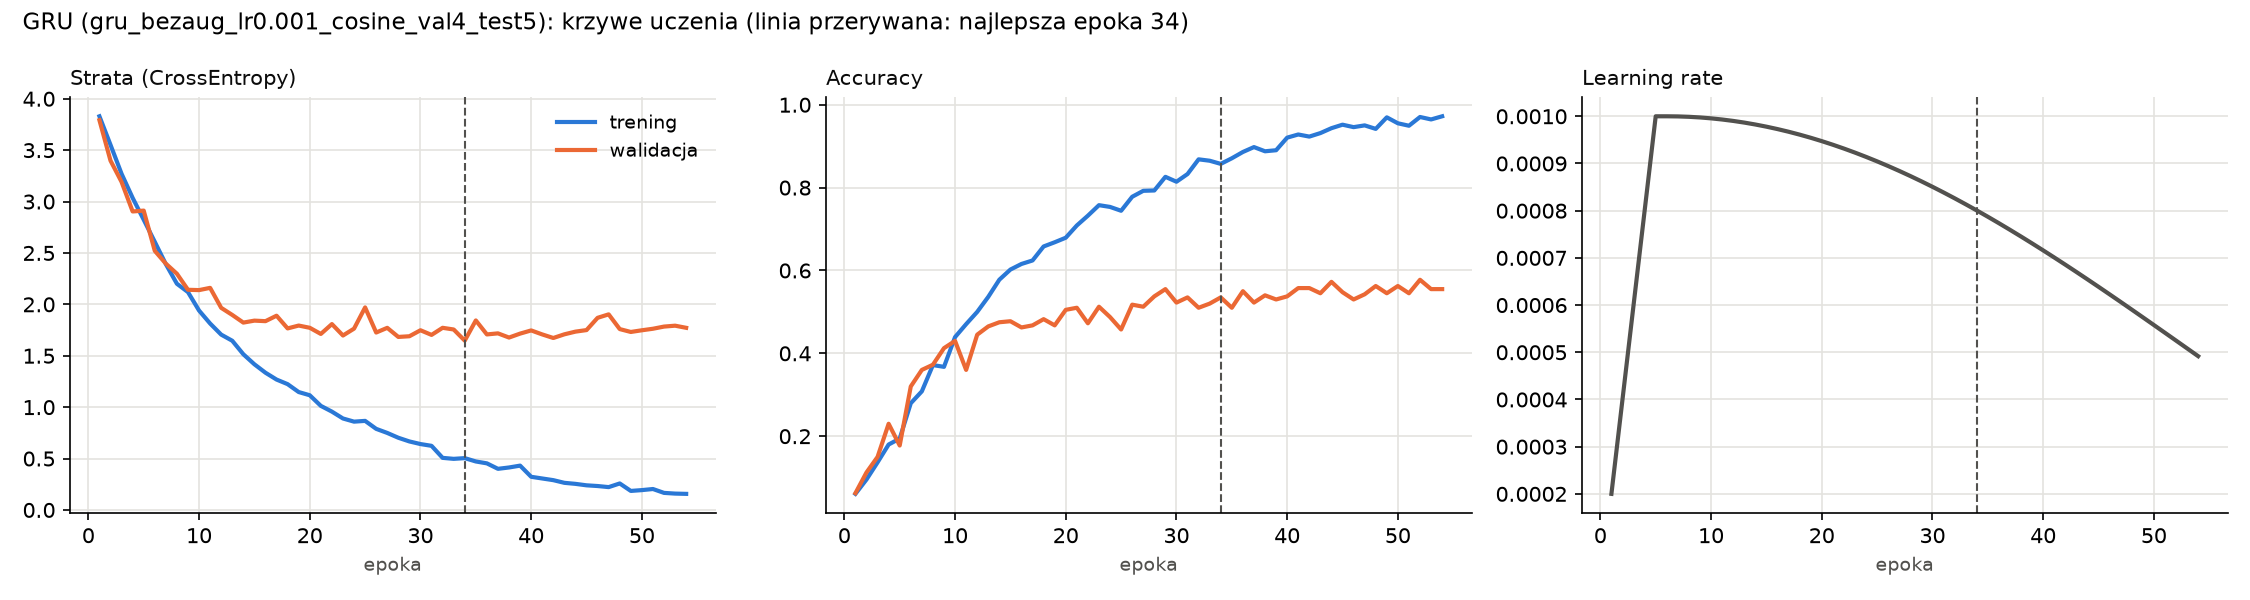 GRU (gru_bezaug_lr0.001_cosine_val4_test5): krzywe uczenia (linia przerywana: najlepsza epoka 34)
Strata (CrossEntropy)
4.0
3.5
3.0
2.5
2.0
1.5
1.0
0.5
0.0
trening
walidacja
0 10 20 30 40 50
epoka
Accuracy
1.0
0.8
0.6
0.4
0.2
0 10 20 30 40 50
epoka
Learning rate
0.0010
0.0009
0.0008
0.0007
0.0006
0.0005
0.0004
0.0003
0.0002
0 10 20 30 40 50
epoka